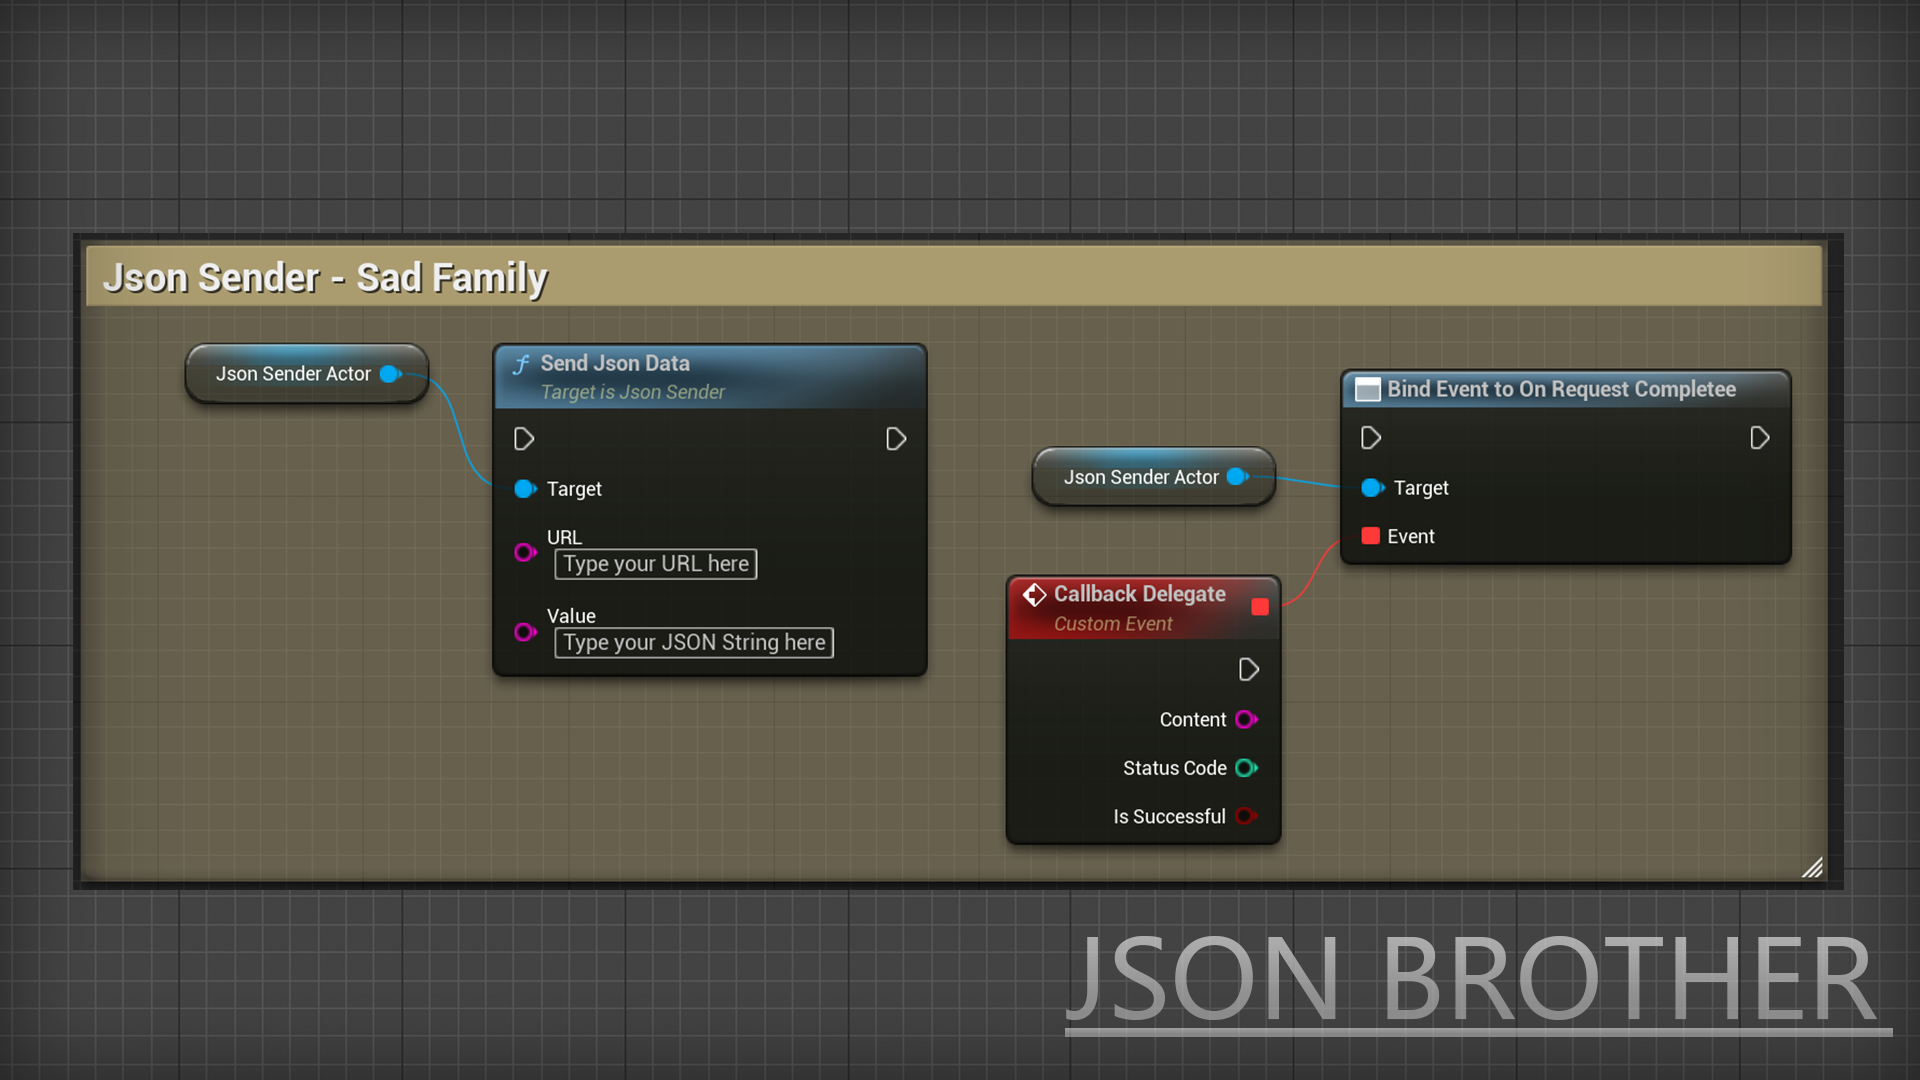 Json Sender - Sad Family
Json Sender Actor
Send Json Data
Target is Json Sender
Target
URL
Type your URL here
Value
Type your JSON String here
Json Sender Actor
Bind Event to On Request Completee
Target
Event
Callback Delegate
Custom Event
Content
Status Code
Is Successful
JSON BROTHER